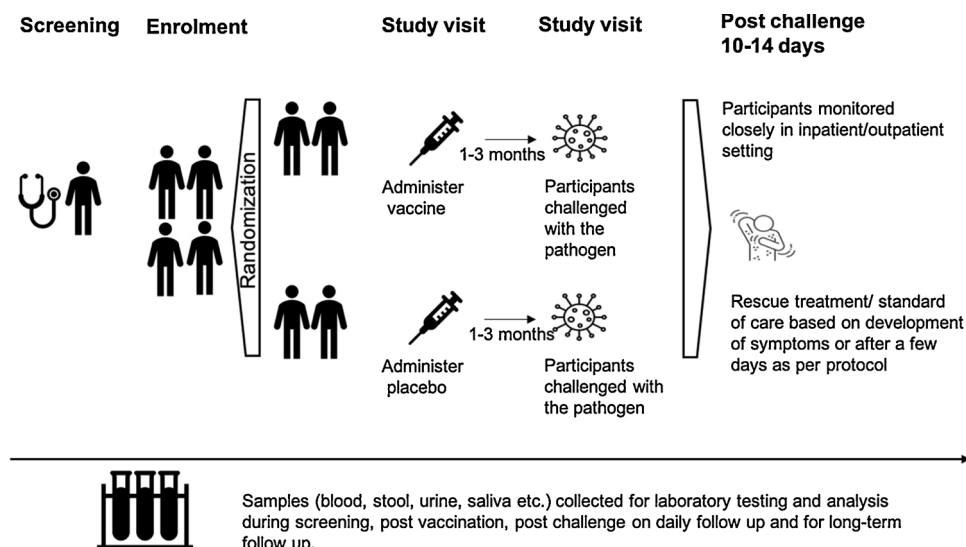 Screening
Enrolment
Study visit
Study visit
Post challenge
10-14 days
Randomization
1-3 months
Administer
vaccine
Participants
challenged
with the
pathogen
Participants monitored
closely in inpatient/outpatient
setting
1-3 months
Administer
placebo
Participants
challenged with
the pathogen
Rescue treatment/ standard
of care based on development
of symptoms or after a few
days as per protocol
Samples (blood, stool, urine, saliva etc.) collected for laboratory testing and analysis
during screening, post vaccination, post challenge on daily follow up and for long-term
follow up.